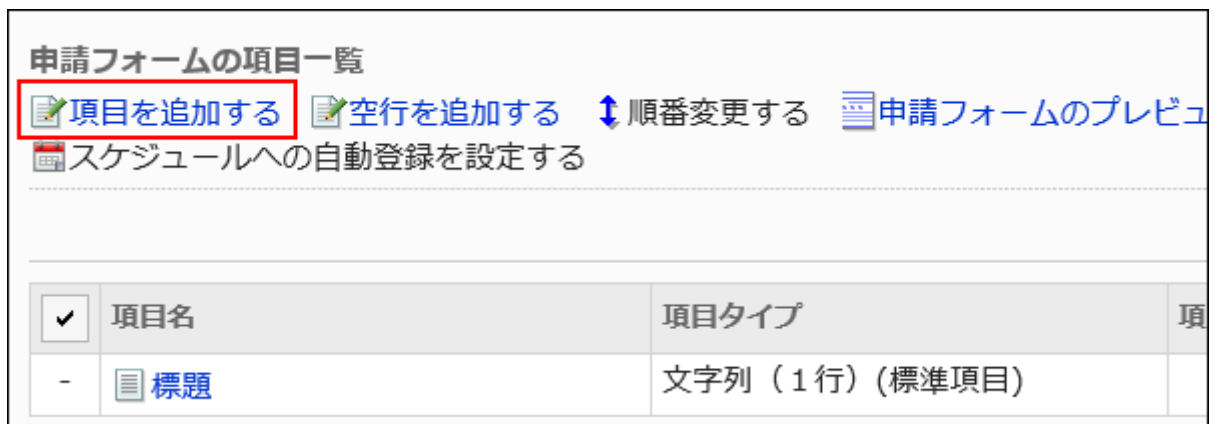 申請フォームの項目一覧
項目を追加する 空行を追加する 順番変更する 申請フォームのプレビュ
スケジュールへの自動登録を設定する
項目名 項目タイプ 項
- 標題 文字列（１行）(標準項目)